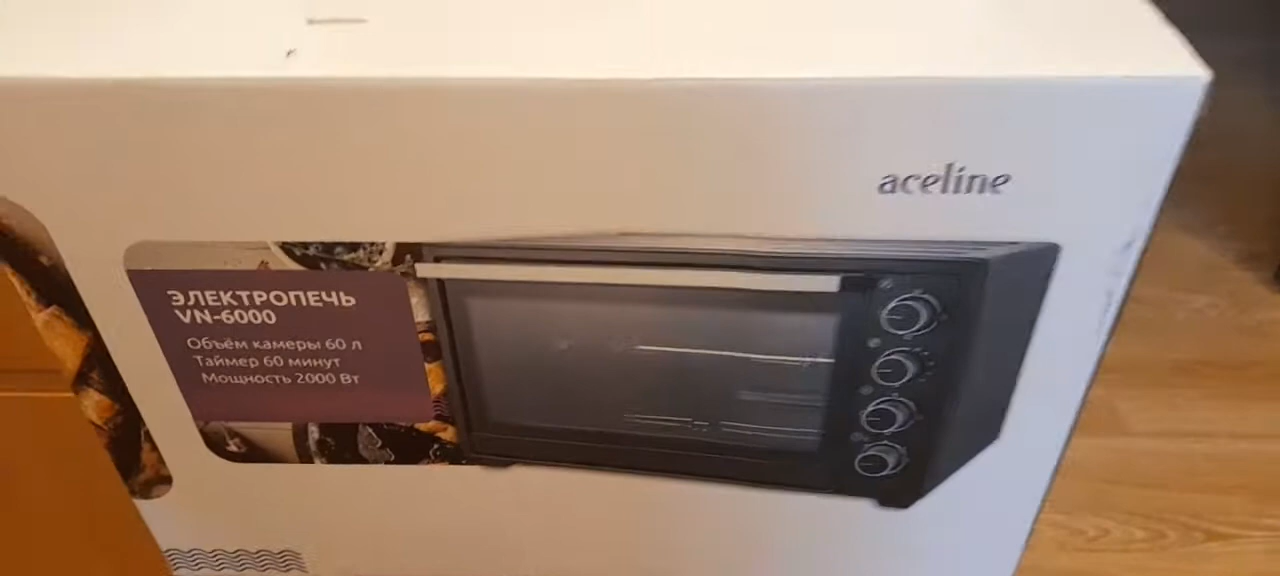 aceline
ЭЛЕКТРОПЕЧЬ
VN-6000
Объём камеры 60 л
Таймер 60 минут
Мощность 2000 Вт